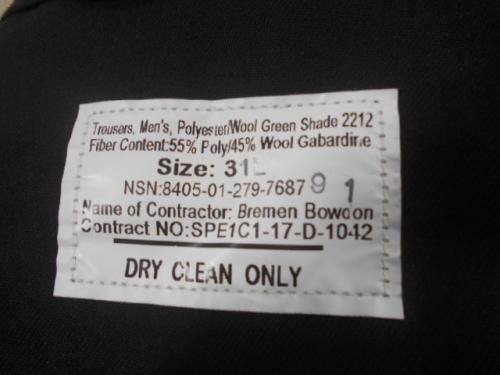 Trousers, Men's, Polyester/Wool Green Shade 2212
Fiber Content:55% Poly/45% Wool Gabardine
Size: 31L
NSN:8405-01-279-7687 9 1
Name of Contractor: Bremen Bowdon
Contract NO:SPE1C1-17-D-1042
DRY CLEAN ONLY